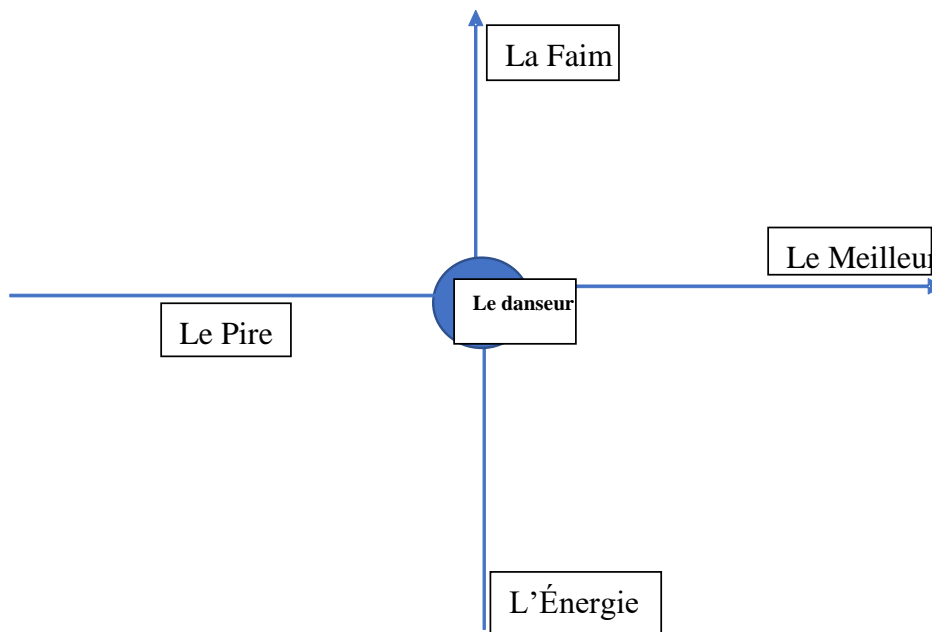 La Faim
Le Meilleur
Le danseur
Le Pire
L’Énergie